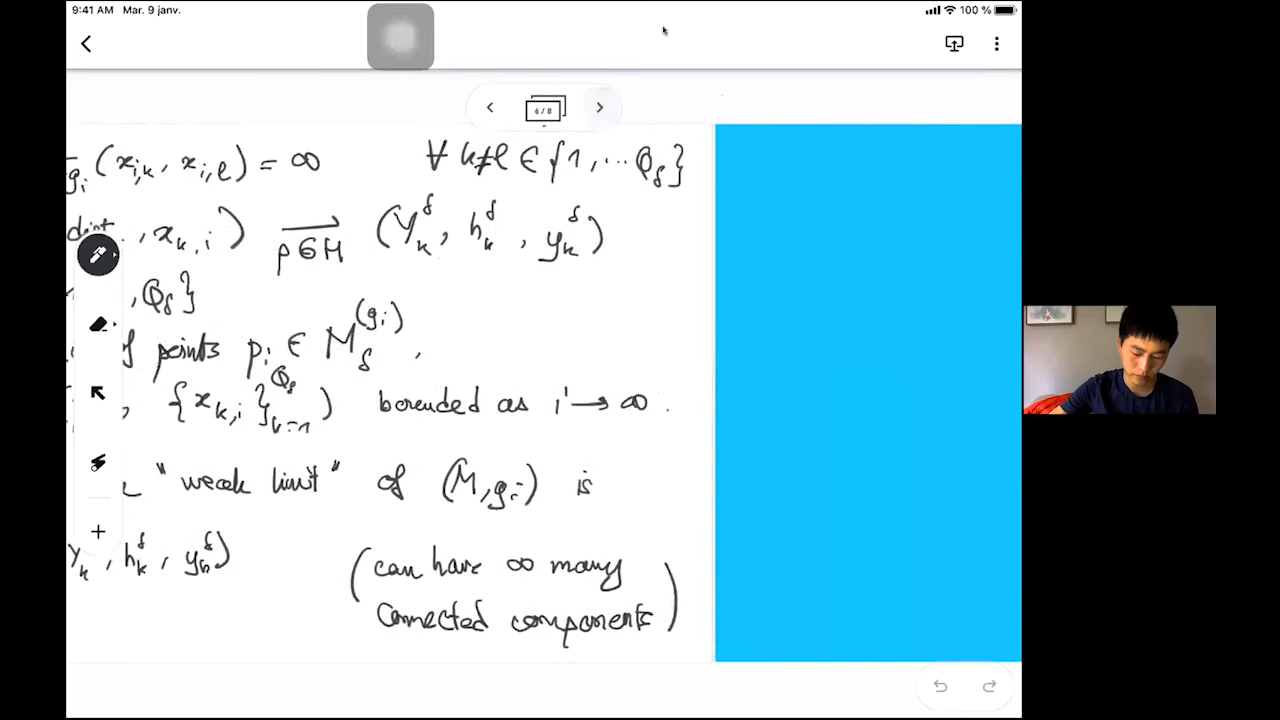 9:41 AM Mar. 9 janv.
100 %
6 / 8
g_i (x_{i,k}, x_{i,l}) = ∞ ∀ k≠l ∈ {1, ... Q_δ}
, x_{k,i}) → pGH (Y_k^δ, h_k^δ, y_k^δ)
, Q_δ}
of points p_i ∈ M_δ^{(g_i)},
, {x_{k,i}}_{k=1}^{Q_δ}) bounded as i → ∞.
"weak limit" of (M, g_i) is
Y_k, h_k^δ, y_k^δ)
(can have ∞ many
connected components)